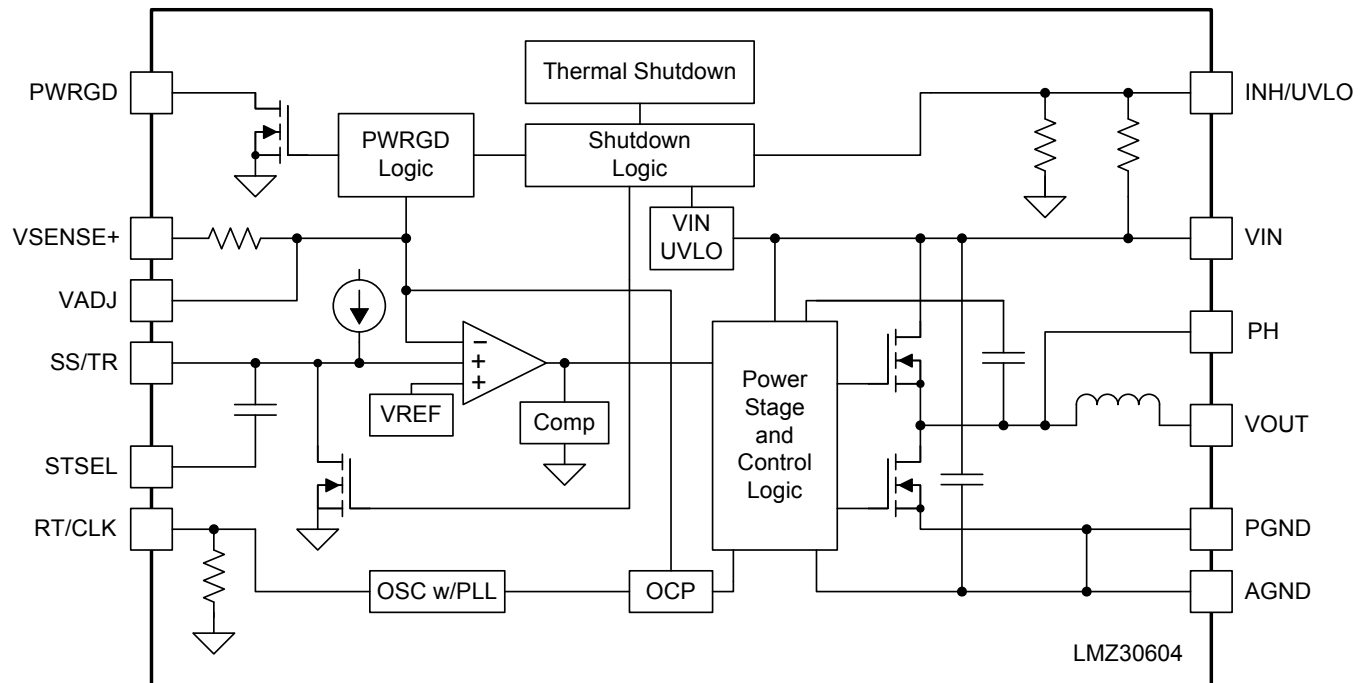 Thermal Shutdown
PWRGD
INH/UVLO
PWRGD
Logic
Shutdown
Logic
VSENSE+
VIN
UVLO
VIN
VADJ
PH
SS/TR
−
+
+
VREF
Comp
Power
Stage
and
Control
Logic
VOUT
STSEL
RT/CLK
PGND
OSC w/PLL
OCP
AGND
LMZ30604